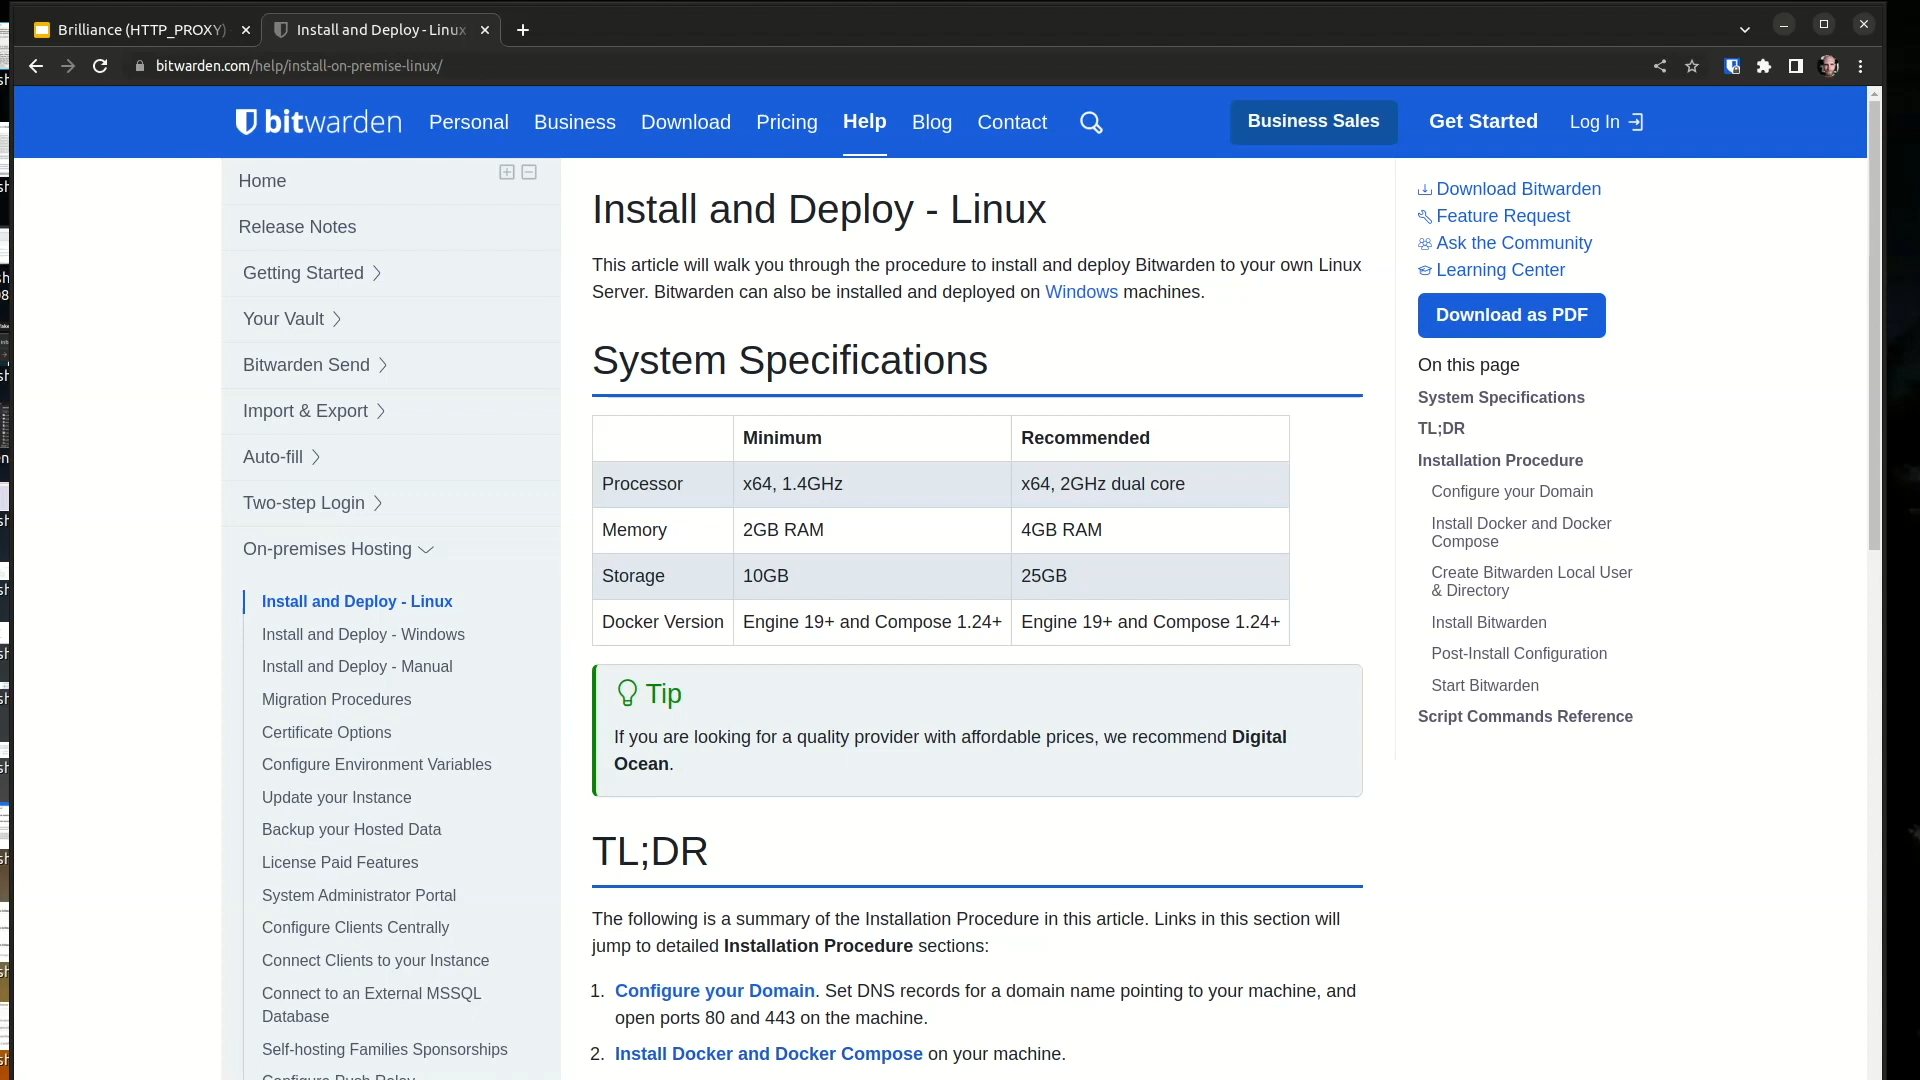 Brilliance (HTTP_PROXY)
Install and Deploy - Linux
bitwarden.com/help/install-on-premise-linux/
bitwarden
Personal
Business
Download
Pricing
Help
Blog
Contact
Business Sales
Get Started
Log In
Home
Release Notes
Getting Started
Your Vault
Bitwarden Send
Import & Export
Auto-fill
Two-step Login
On-premises Hosting
Install and Deploy - Linux
Install and Deploy - Windows
Install and Deploy - Manual
Migration Procedures
Certificate Options
Configure Environment Variables
Update your Instance
Backup your Hosted Data
License Paid Features
System Administrator Portal
Configure Clients Centrally
Connect Clients to your Instance
Connect to an External MSSQL
Database
Self-hosting Families Sponsorships
Configure Push Relay
Install and Deploy - Linux
This article will walk you through the procedure to install and deploy Bitwarden to your own Linux
Server. Bitwarden can also be installed and deployed on Windows machines.
System Specifications
Minimum Recommended
Processor x64, 1.4GHz x64, 2GHz dual core
Memory 2GB RAM 4GB RAM
Storage 10GB 25GB
Docker Version Engine 19+ and Compose 1.24+ Engine 19+ and Compose 1.24+
Tip
If you are looking for a quality provider with affordable prices, we recommend Digital
Ocean.
TL;DR
The following is a summary of the Installation Procedure in this article. Links in this section will
jump to detailed Installation Procedure sections:
1. Configure your Domain. Set DNS records for a domain name pointing to your machine, and
open ports 80 and 443 on the machine.
2. Install Docker and Docker Compose on your machine.
Download Bitwarden
Feature Request
Ask the Community
Learning Center
Download as PDF
On this page
System Specifications
TL;DR
Installation Procedure
Configure your Domain
Install Docker and Docker
Compose
Create Bitwarden Local User
& Directory
Install Bitwarden
Post-Install Configuration
Start Bitwarden
Script Commands Reference